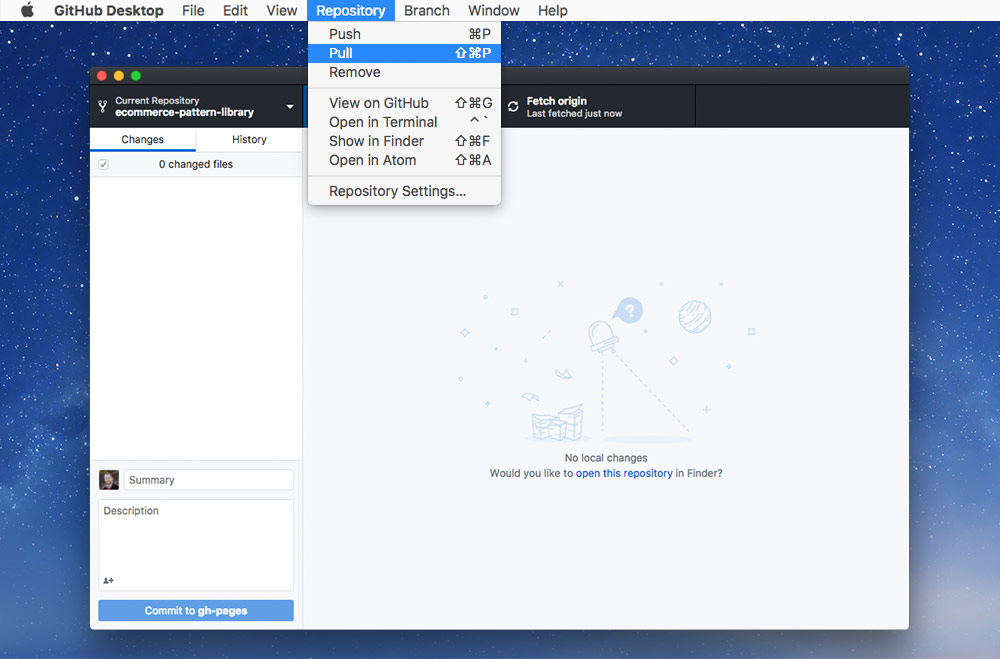 GitHub Desktop File Edit View Repository Branch Window Help
Push ⌘P
Pull ⇧⌘P
Remove
View on GitHub ⇧⌘G
Open in Terminal ⌃`
Show in Finder ⇧⌘F
Open in Atom ⇧⌘A
Repository Settings...
Current Repository
ecommerce-pattern-library
Fetch origin
Last fetched just now
Changes History
0 changed files
?
No local changes
Would you like to open this repository in Finder?
Summary
Description
Commit to gh-pages